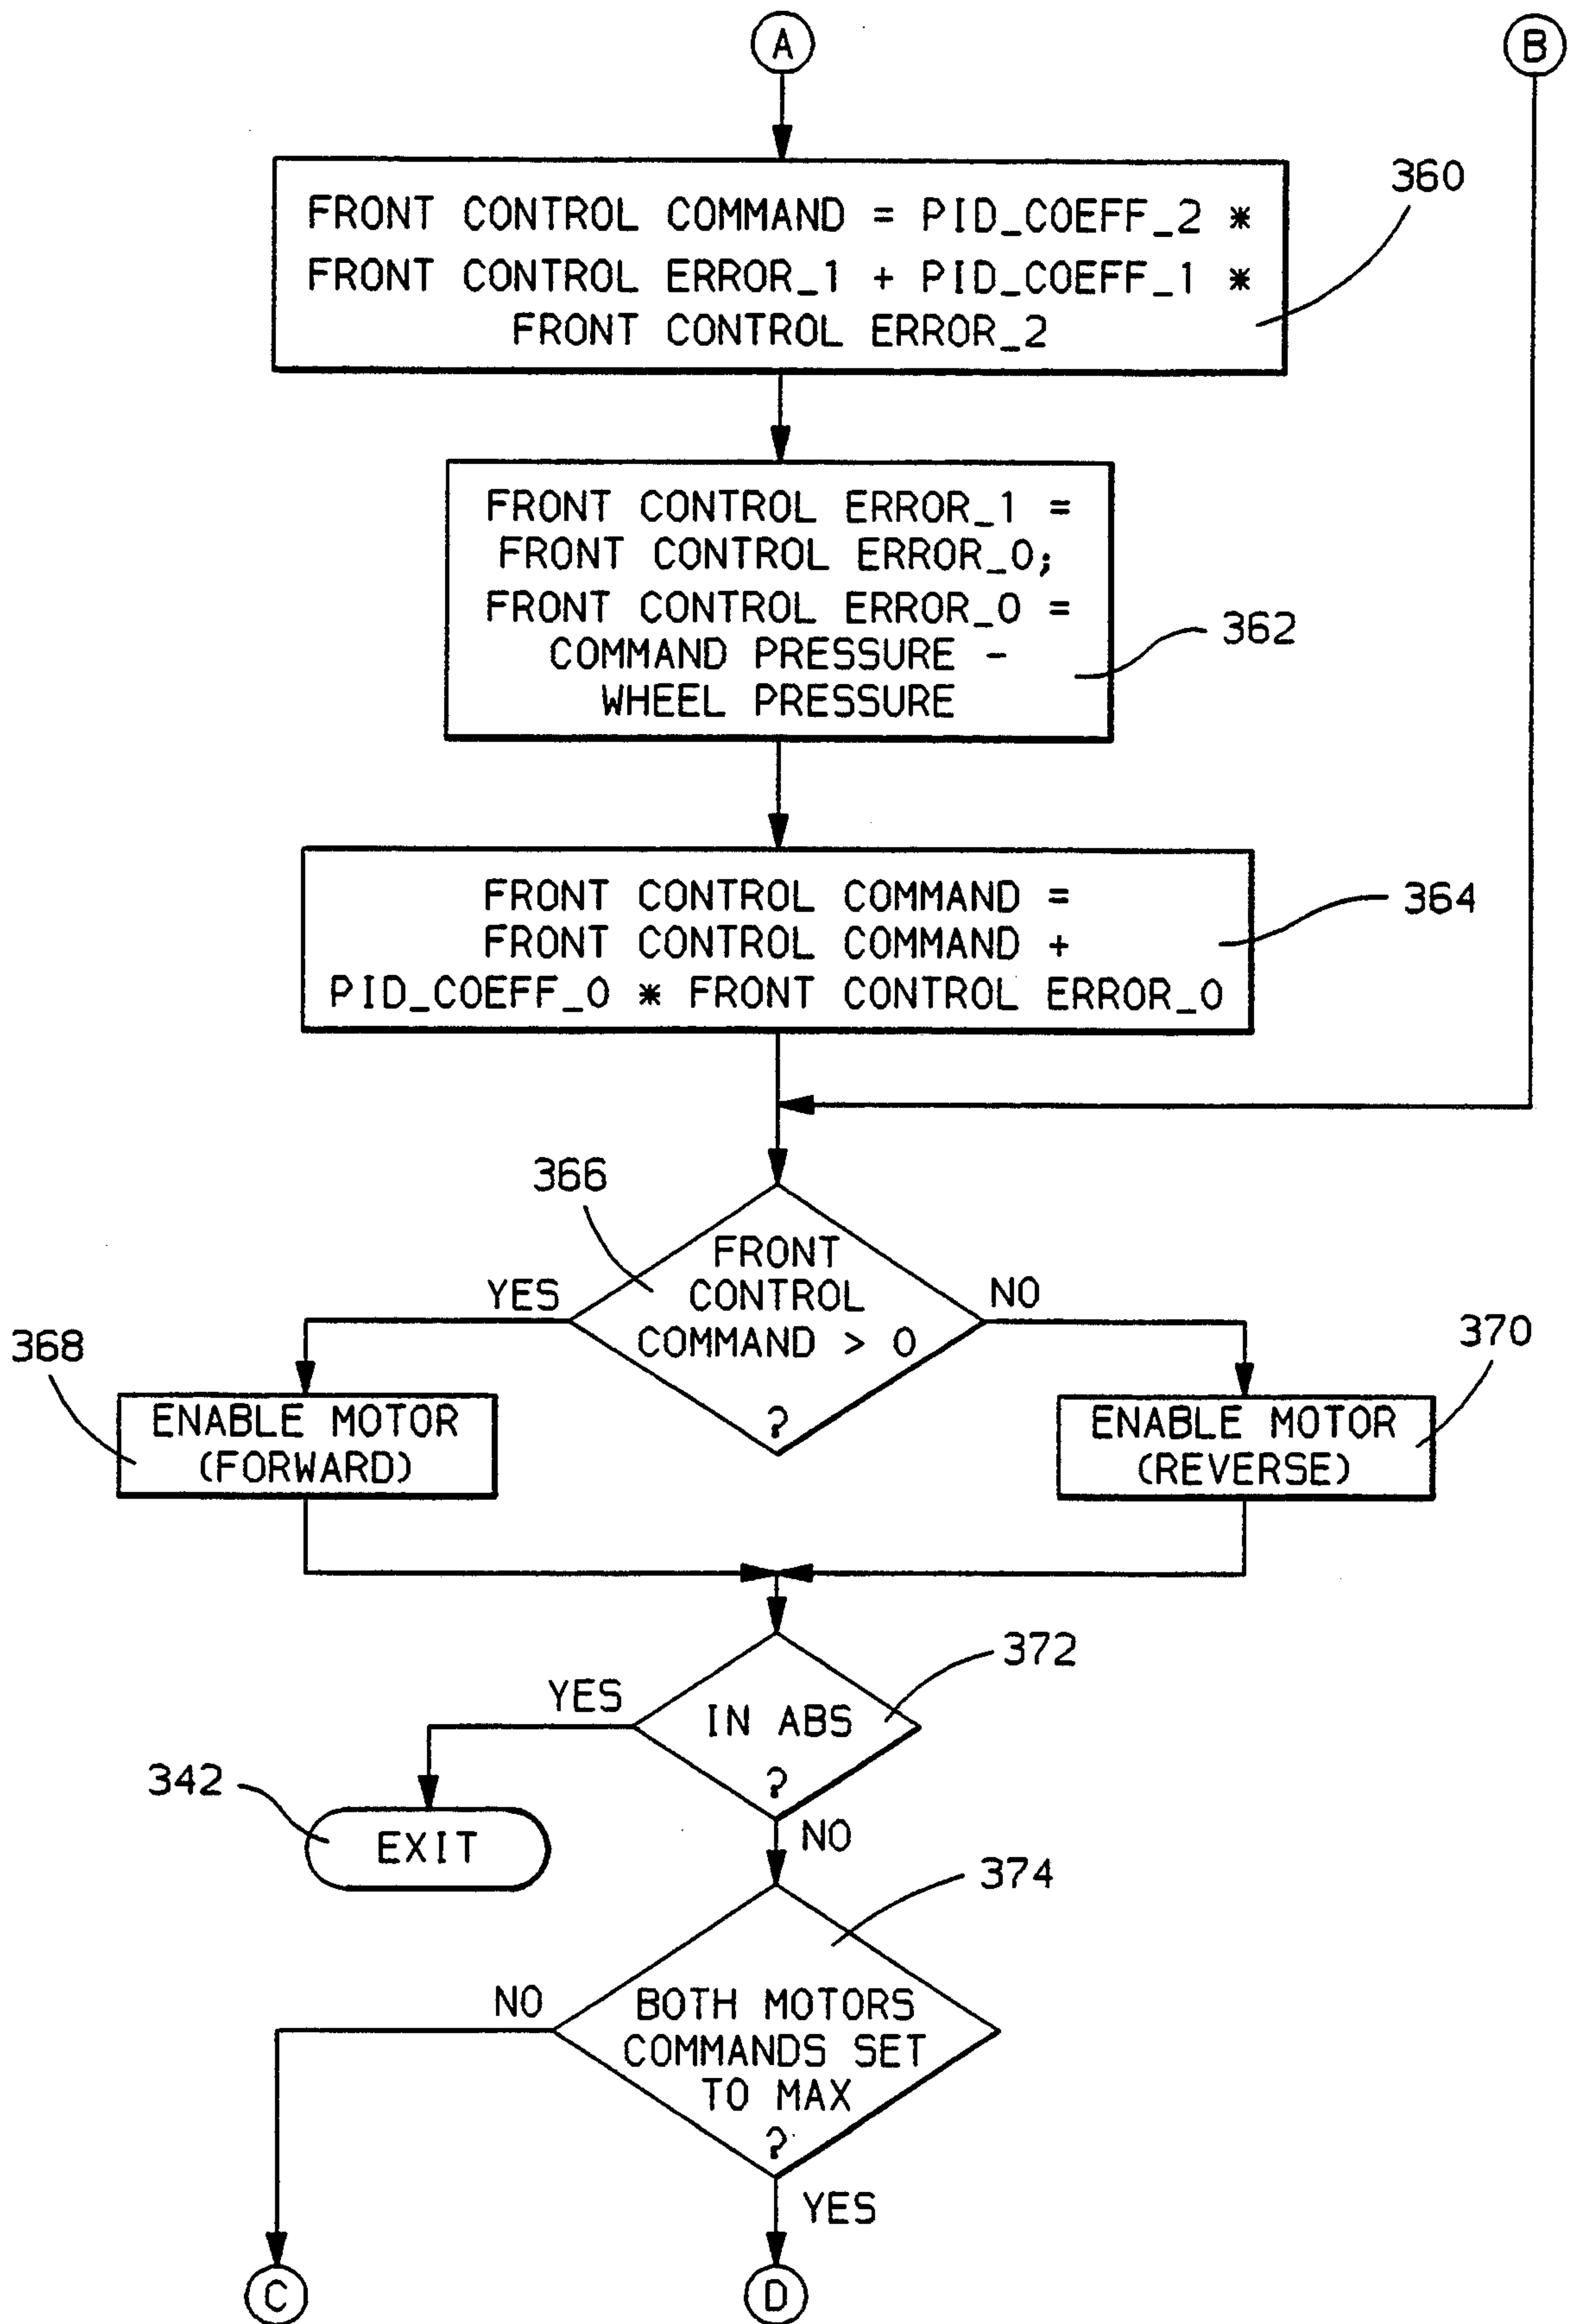 A
B
360
FRONT CONTROL COMMAND = PID_COEFF_2 *
FRONT CONTROL ERROR_1 + PID_COEFF_1 *
FRONT CONTROL ERROR_2
FRONT CONTROL ERROR_1 =
FRONT CONTROL ERROR_0;
FRONT CONTROL ERROR_0 =
COMMAND PRESSURE -
WHEEL PRESSURE
362
FRONT CONTROL COMMAND =
FRONT CONTROL COMMAND +
PID_COEFF_0 * FRONT CONTROL ERROR_0
364
366
FRONT
CONTROL
COMMAND > 0
?
YES
NO
368
ENABLE MOTOR
(FORWARD)
370
ENABLE MOTOR
(REVERSE)
372
IN ABS
?
YES
342
EXIT
NO
374
BOTH MOTORS
COMMANDS SET
TO MAX
?
NO
YES
C
D